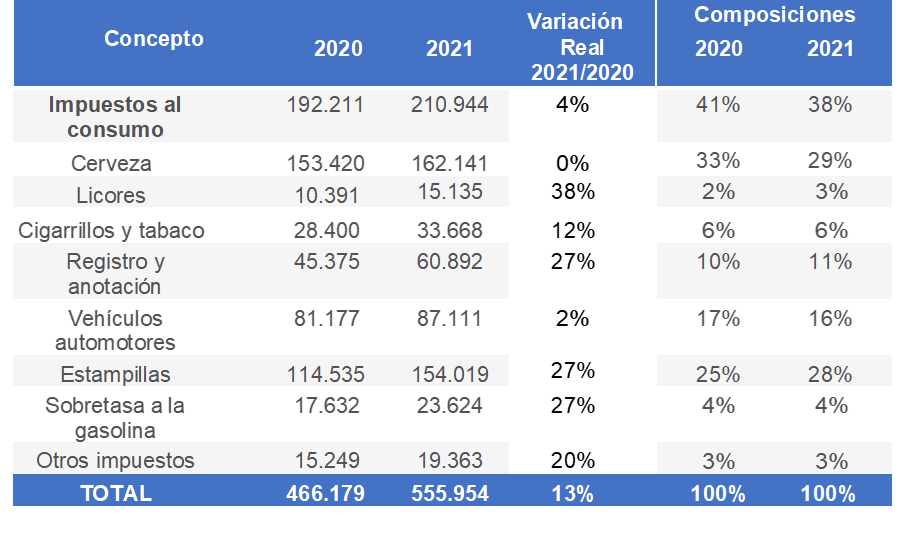 Concepto 2020 2021 Variación Real 2021/2020 Composiciones 2020 2021
Impuestos al consumo 192.211 210.944 4% 41% 38%
Cerveza 153.420 162.141 0% 33% 29%
Licores 10.391 15.135 38% 2% 3%
Cigarrillos y tabaco 28.400 33.668 12% 6% 6%
Registro y anotación 45.375 60.892 27% 10% 11%
Vehículos automotores 81.177 87.111 2% 17% 16%
Estampillas 114.535 154.019 27% 25% 28%
Sobretasa a la gasolina 17.632 23.624 27% 4% 4%
Otros impuestos 15.249 19.363 20% 3% 3%
TOTAL 466.179 555.954 13% 100% 100%